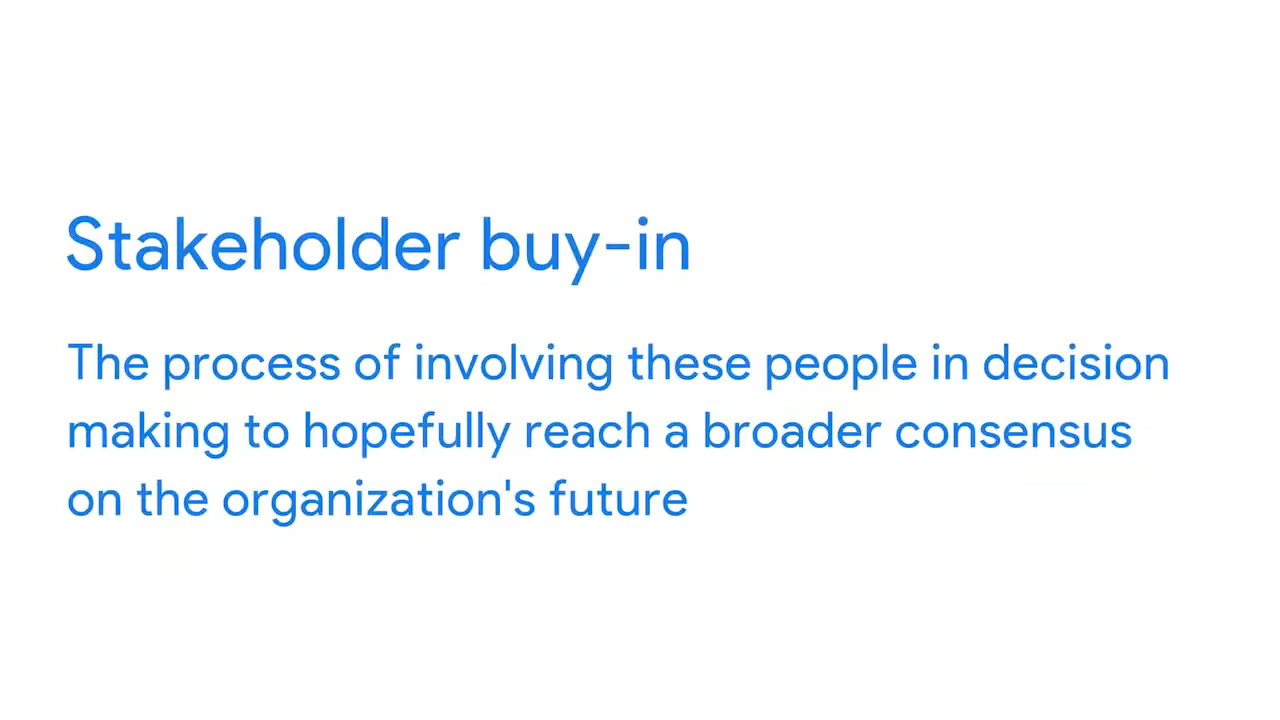 Stakeholder buy-in
The process of involving these people in decision
making to hopefully reach a broader consensus
on the organization's future